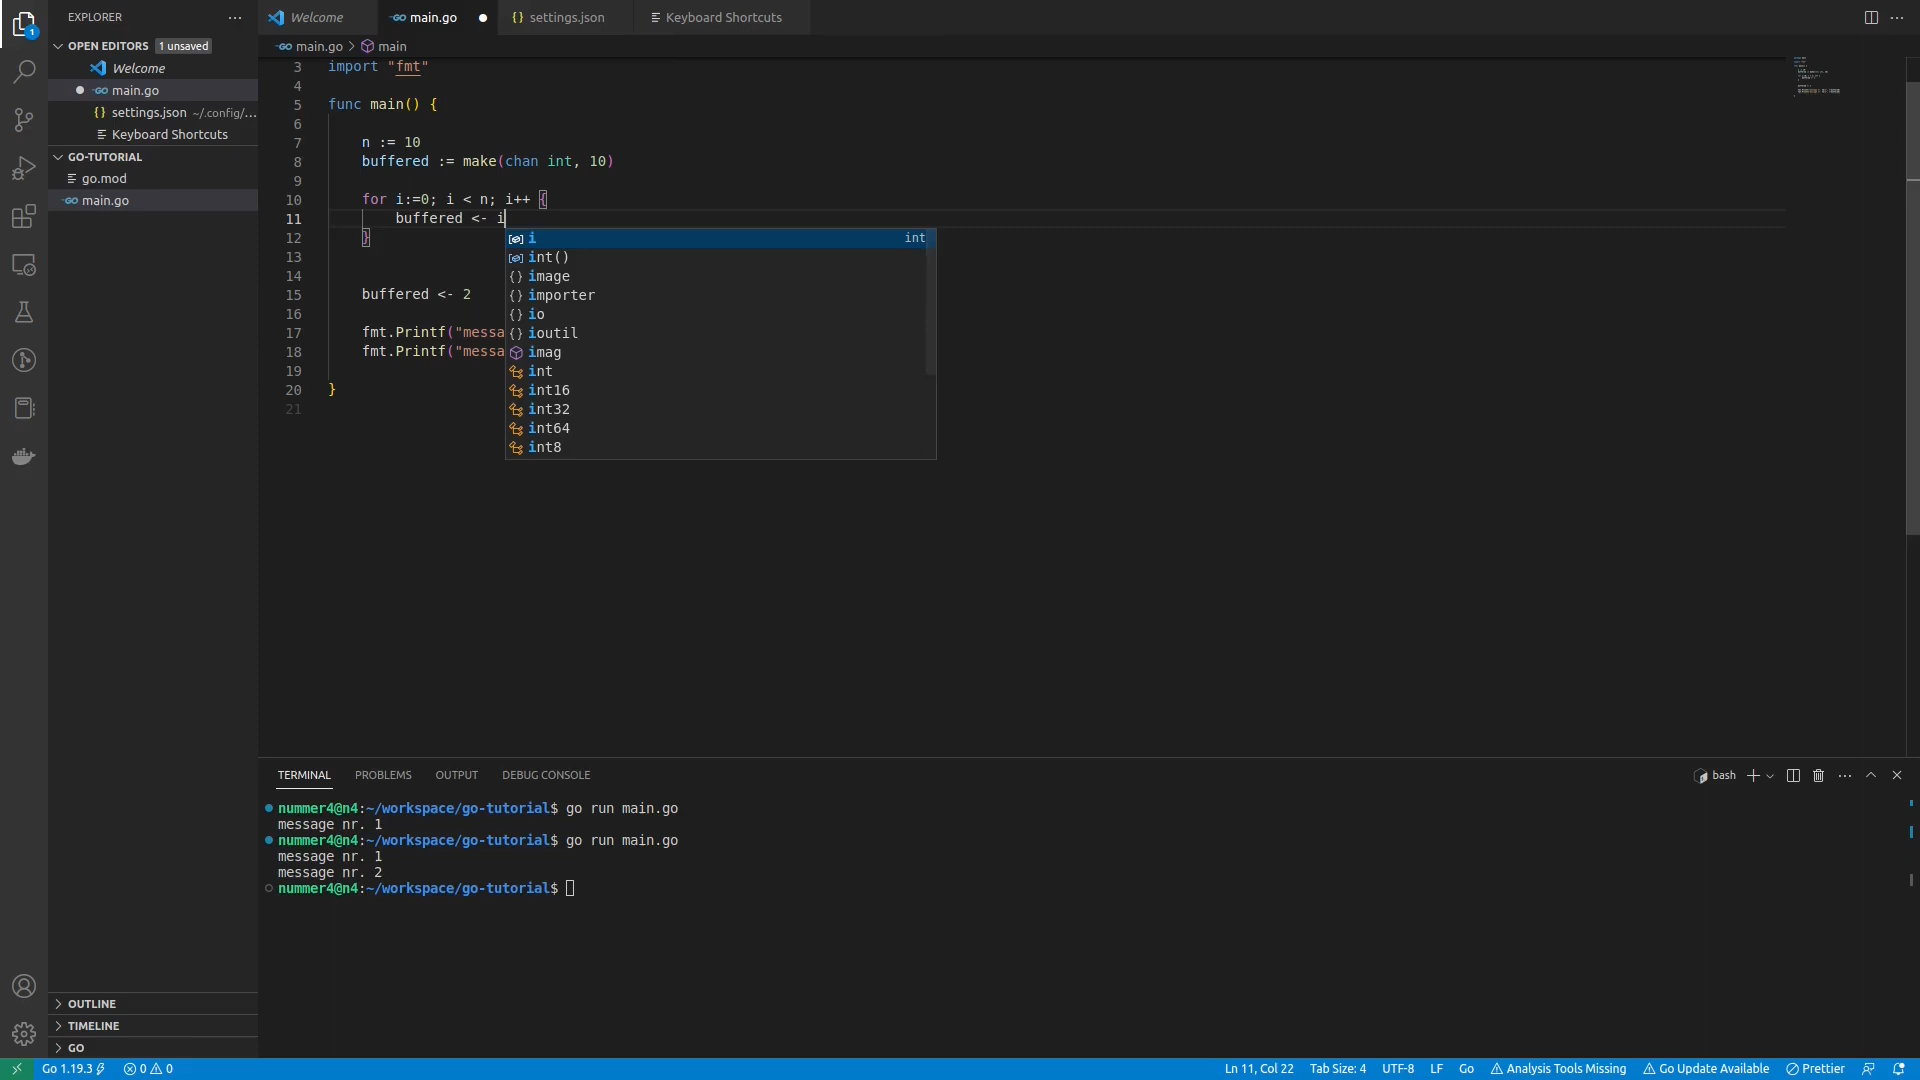 EXPLORER
OPEN EDITORS 1 unsaved
Welcome
main.go
settings.json ~/.config/...
Keyboard Shortcuts
GO-TUTORIAL
go.mod
main.go
OUTLINE
TIMELINE
GO
Welcome main.go settings.json Keyboard Shortcuts
main.go > main
3 import "fmt"
4
5 func main() {
6
7 n := 10
8 buffered := make(chan int, 10)
9
10 for i:=0; i < n; i++ {
11 buffered <- i
12 }
13
14
15 buffered <- 2
16
17 fmt.Printf("messa
18 fmt.Printf("messa
19
20 }
21
i int
int()
image
importer
io
ioutil
imag
int
int16
int32
int64
int8
TERMINAL PROBLEMS OUTPUT DEBUG CONSOLE bash
nummer4@n4:~/workspace/go-tutorial$ go run main.go
message nr. 1
nummer4@n4:~/workspace/go-tutorial$ go run main.go
message nr. 1
message nr. 2
nummer4@n4:~/workspace/go-tutorial$
Go 1.19.3 0 0 Ln 11, Col 22 Tab Size: 4 UTF-8 LF Go Analysis Tools Missing Go Update Available Prettier